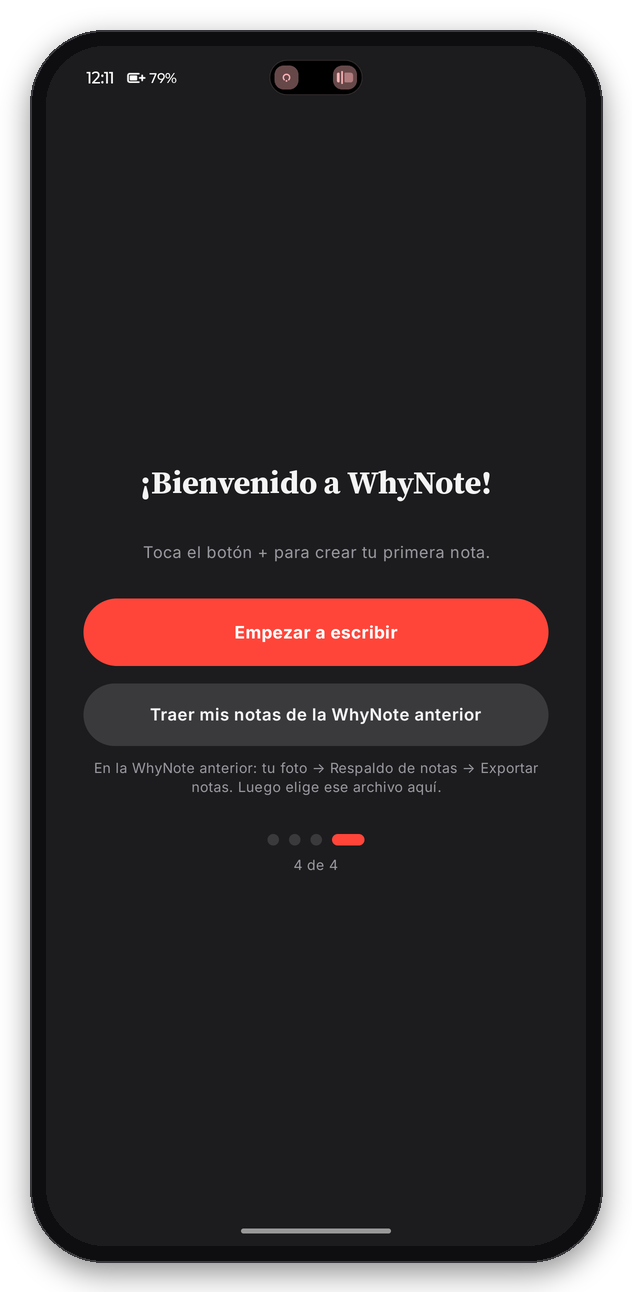 12:11 79%
¡Bienvenido a WhyNote!
Toca el botón + para crear tu primera nota.
Empezar a escribir
Traer mis notas de la WhyNote anterior
En la WhyNote anterior: tu foto → Respaldo de notas → Exportar
notas. Luego elige ese archivo aquí.
4 de 4